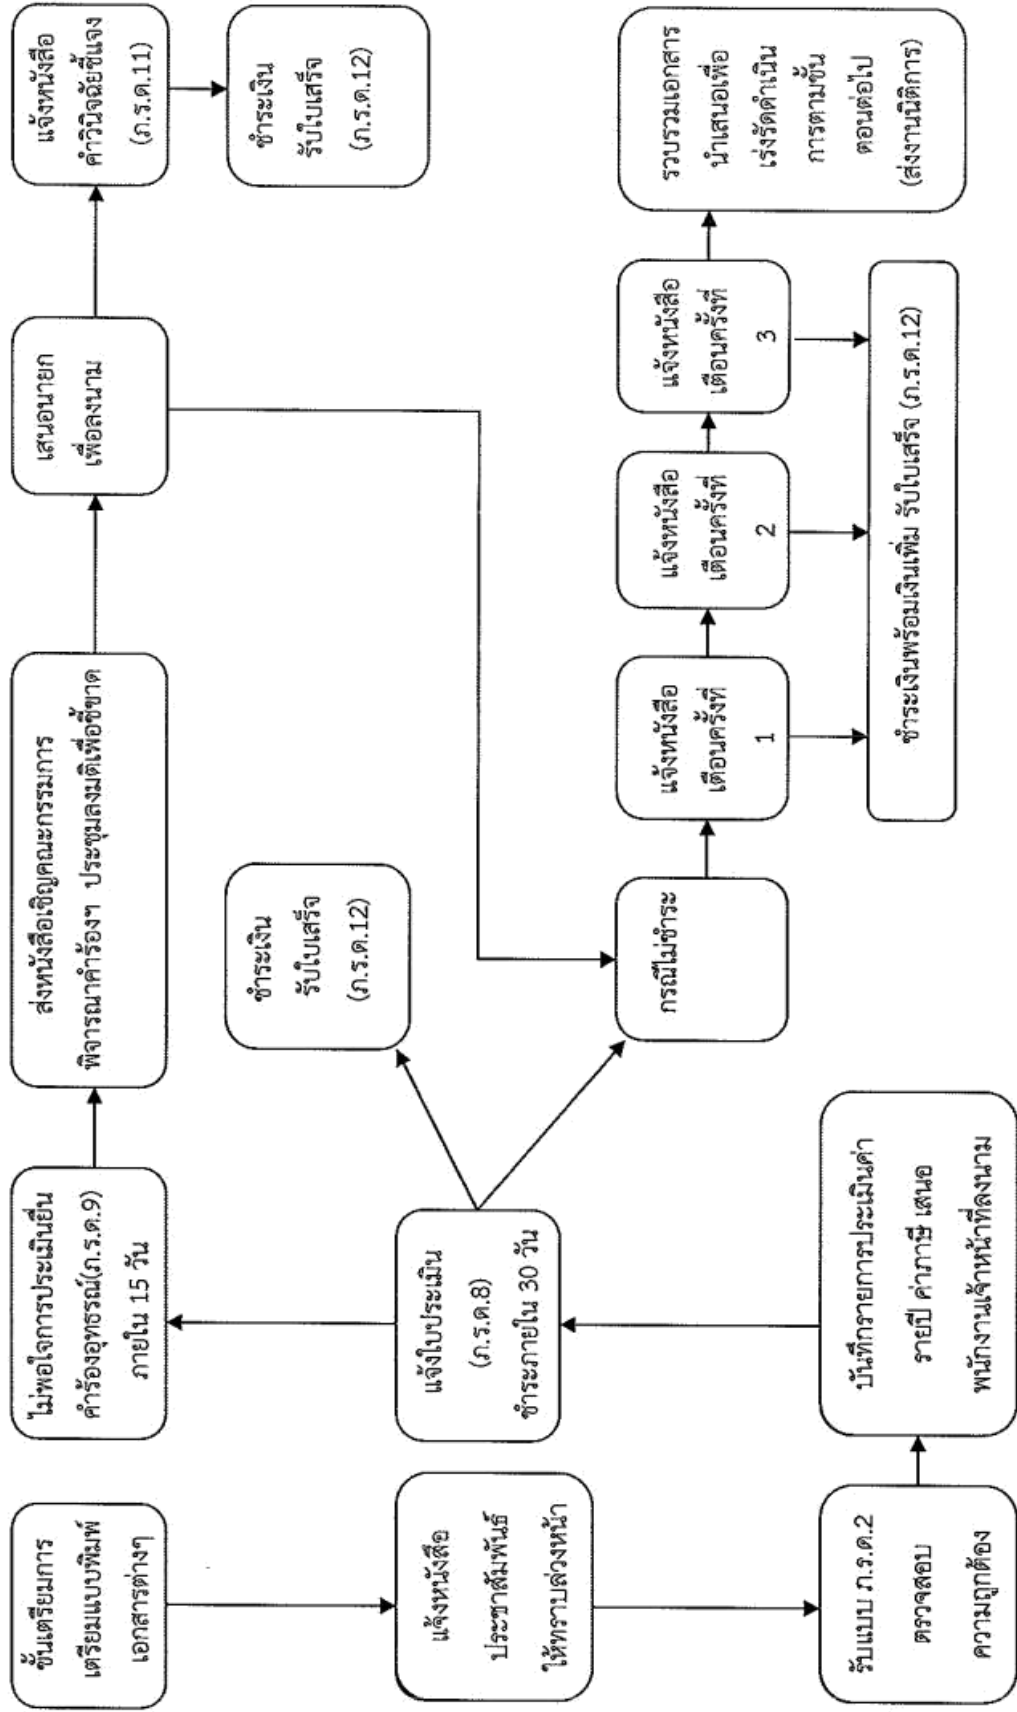 ขั้นเตรียมการ
เตรียมแบบพิมพ์
เอกสารต่างๆ
แจ้งหนังสือ
ประชาสัมพันธ์
ให้ทราบล่วงหน้า
รับแบบ ภ.ร.ด.2
ตรวจสอบ
ความถูกต้อง
บันทึกรายการประเมินค่า
รายปี ค่าภาษี เสนอ
พนักงานเจ้าหน้าที่ลงนาม
แจ้งใบประเมิน
(ภ.ร.ด.8)
ชำระภายใน 30 วัน
ไม่พอใจการประเมินยื่น
คำร้องอุทธรณ์(ภ.ร.ด.9)
ภายใน 15 วัน
ส่งหนังสือเชิญคณะกรรมการ
พิจารณาคำร้องฯ ประชุมลงมติเพื่อชี้ขาด
เสนอนายก
เพื่อลงนาม
แจ้งหนังสือ
คำวินิจฉัยชี้แจง
(ภ.ร.ด.11)
ชำระเงิน
รับใบเสร็จ
(ภ.ร.ด.12)
ชำระเงิน
รับใบเสร็จ
(ภ.ร.ด.12)
กรณีไม่ชำระ
แจ้งหนังสือ
เตือนครั้งที่
1
แจ้งหนังสือ
เตือนครั้งที่
2
แจ้งหนังสือ
เตือนครั้งที่
3
รวบรวมเอกสาร
นำเสนอเพื่อ
เร่งรัดดำเนิน
การตามขั้น
ตอนต่อไป
(ส่งงานนิติการ)
ชำระเงินพร้อมเงินเพิ่ม รับใบเสร็จ (ภ.ร.ด.12)